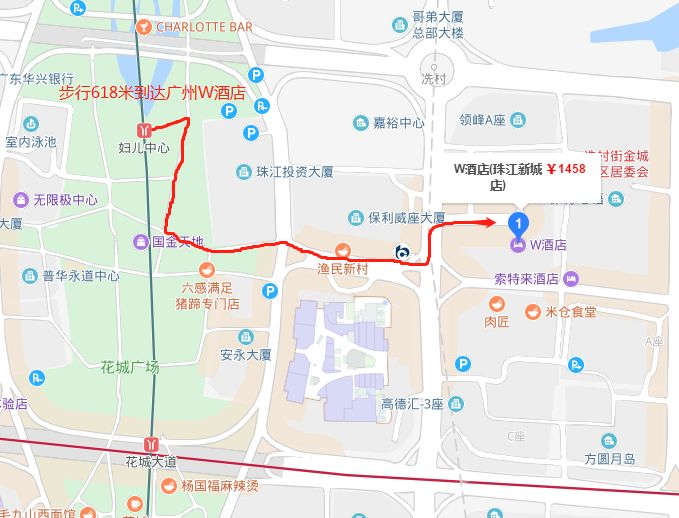 CHARLOTTE BAR
哥弟大厦
总部大楼
冼村
广东华兴银行
步行618米到达广州W酒店
室内泳池
妇儿中心
嘉裕中心
领峰A座
冼村街金城
区居委会
珠江投资大厦
W酒店(珠江新城 ￥1458
店)
无限极中心
大厦
保利威座大厦
1
国金天地
W酒店
渔民新村
普华永道中心
六感满足
猪蹄专门店
索特来酒店
肉匠
米仓食堂
安永大厦
A座
花城广场
验店
高德汇-3座
C座
花城大道
方圆月岛
杨国福麻辣烫
毛九山西面馆